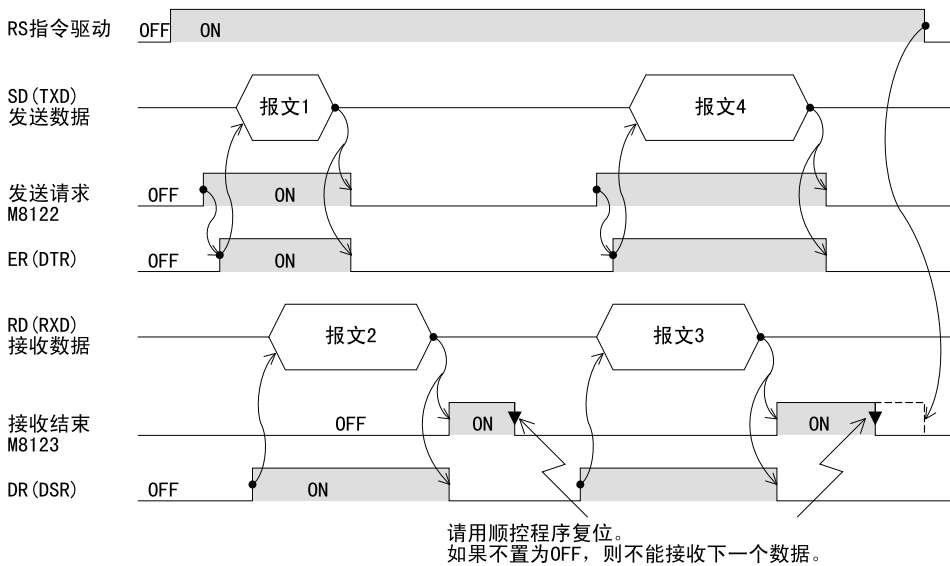 RS指令驱动 OFF ON
SD(TXD) 报文1 报文4
发送数据
发送请求 OFF ON
M8122
ER(DTR) OFF ON
RD(RXD) 报文2 报文3
接收数据
接收结束 OFF ON ON
M8123
DR(DSR) OFF ON
请用顺控程序复位。
如果不置为OFF，则不能接收下一个数据。